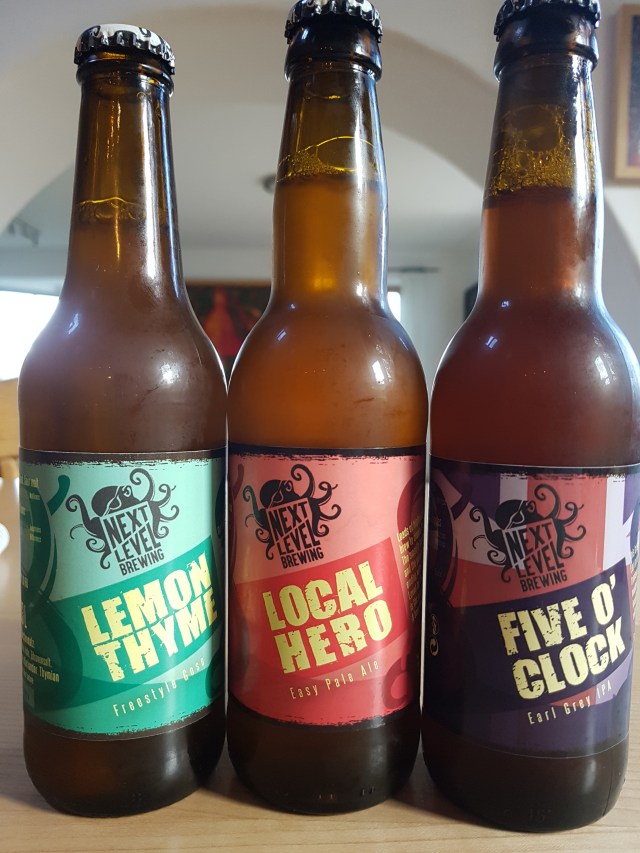 NEXT
LEVEL
BREWING
LEMON
THYME
Freestyle Gose
NEXT
LEVEL
BREWING
LOCAL
HERO
Easy Pale Ale
NEXT
LEVEL
BREWING
FIVE O'
CLOCK
Earl Grey IPA